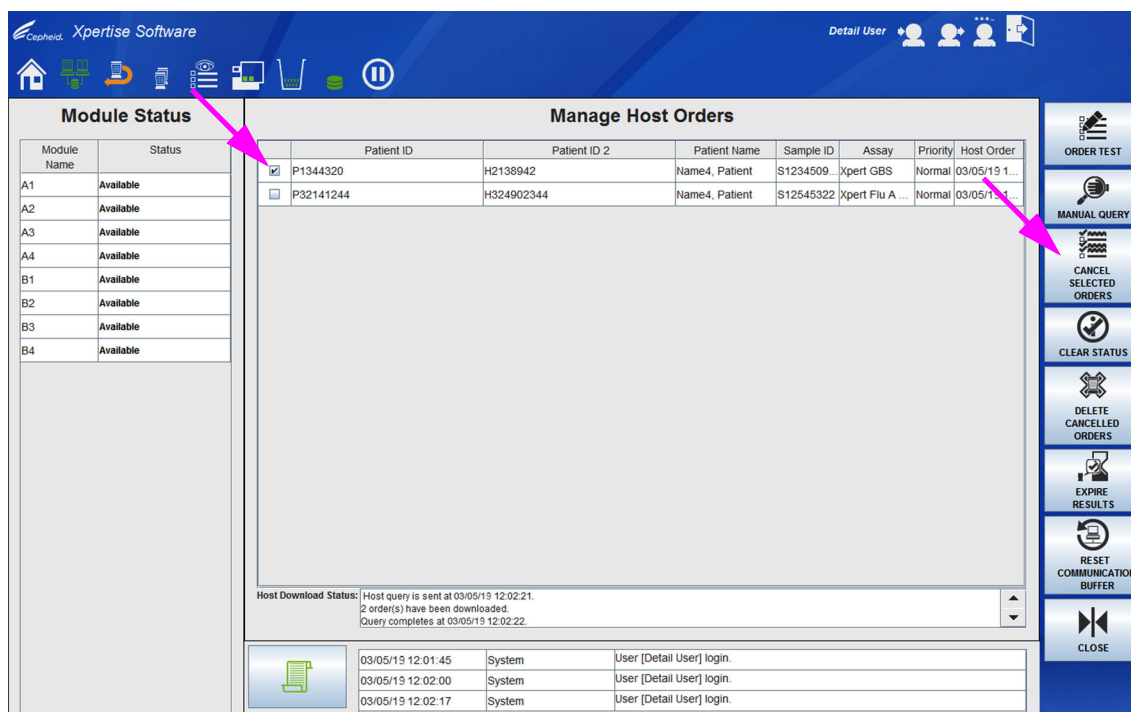 Cepheid. Xpertise Software
Detail User
Module Status
Manage Host Orders
Module Name Status
A1 Available
A2 Available
A3 Available
A4 Available
B1 Available
B2 Available
B3 Available
B4 Available
Patient ID Patient ID 2 Patient Name Sample ID Assay Priority Host Order
P1344320 H2138942 Name4, Patient S1234509... Xpert GBS Normal 03/05/19 1...
P32141244 H324902344 Name4, Patient S12545322 Xpert Flu A ... Normal 03/05/19 1...
Host Download Status: Host query is sent at 03/05/19 12:02:21.
2 order(s) have been downloaded.
Query completes at 03/05/19 12:02:22.
03/05/19 12:01:45 System User [Detail User] login.
03/05/19 12:02:00 System User [Detail User] login.
03/05/19 12:02:17 System User [Detail User] login.
ORDER TEST
MANUAL QUERY
CANCEL
SELECTED
ORDERS
CLEAR STATUS
DELETE
CANCELLED
ORDERS
EXPIRE
RESULTS
RESET
COMMUNICATIO
BUFFER
CLOSE